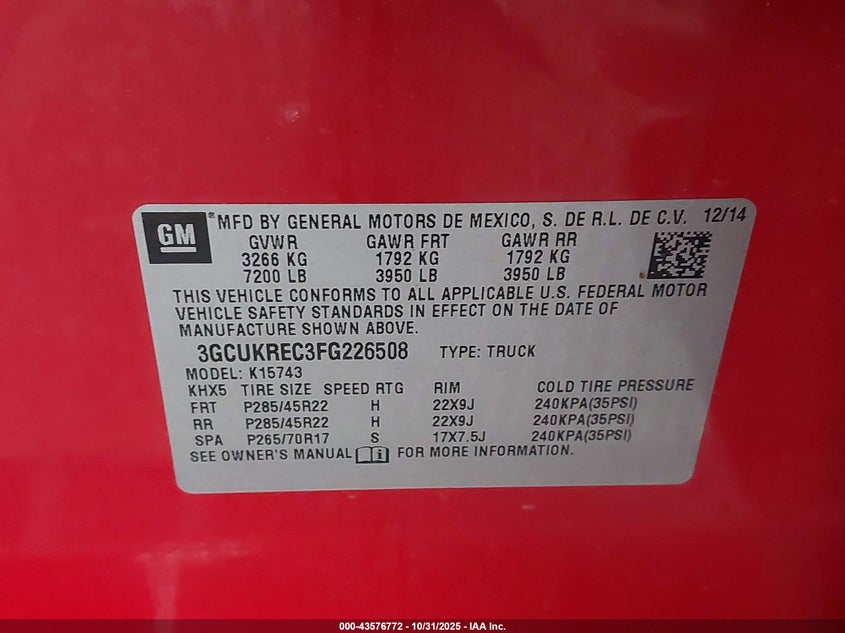 GM ® MFD BY GENERAL MOTORS DE MEXICO, S. DE R.L. DE C.V. 12/14
GVWR GAWR FRT GAWR RR
3266 KG 1792 KG 1792 KG
7200 LB 3950 LB 3950 LB
THIS VEHICLE CONFORMS TO ALL APPLICABLE U.S. FEDERAL MOTOR
VEHICLE SAFETY STANDARDS IN EFFECT ON THE DATE OF
MANUFACTURE SHOWN ABOVE.
3GCUKREC3FG226508 TYPE: TRUCK
MODEL: K15743
KHX5 TIRE SIZE SPEED RTG RIM COLD TIRE PRESSURE
FRT P285/45R22 H 22X9J 240KPA(35PSI)
RR P285/45R22 H 22X9J 240KPA(35PSI)
SPA P265/70R17 S 17X7.5J 240KPA(35PSI)
SEE OWNER'S MANUAL FOR MORE INFORMATION.
000-43576772 - 10/31/2025 - IAA Inc.